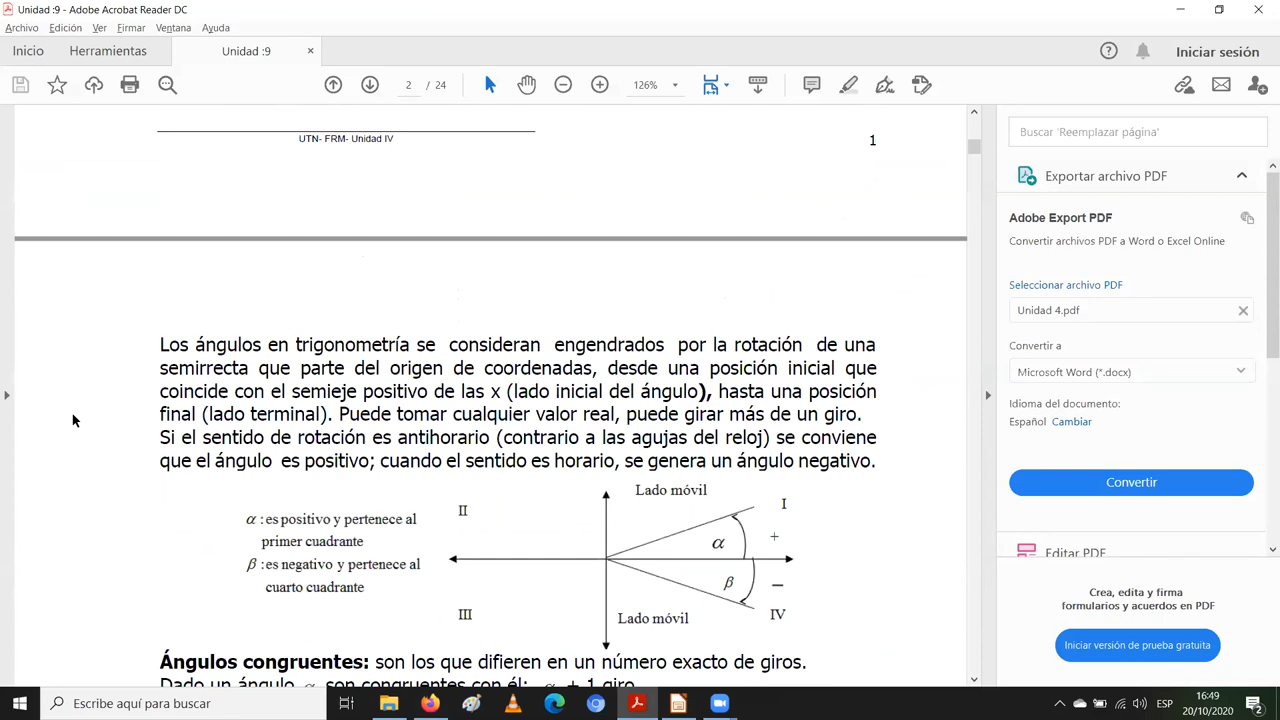 Unidad :9 - Adobe Acrobat Reader DC
Archivo Edición Ver Firmar Ventana Ayuda
Inicio Herramientas Unidad :9 × Iniciar sesión
2 / 24 126%
UTN- FRM- Unidad IV
1
Los ángulos en trigonometría se consideran engendrados por la rotación de una
semirrecta que parte del origen de coordenadas, desde una posición inicial que
coincide con el semieje positivo de las x (lado inicial del ángulo), hasta una posición
final (lado terminal). Puede tomar cualquier valor real, puede girar más de un giro.
Si el sentido de rotación es antihorario (contrario a las agujas del reloj) se conviene
que el ángulo es positivo; cuando el sentido es horario, se genera un ángulo negativo.
α : es positivo y pertenece al
primer cuadrante
β : es negativo y pertenece al
cuarto cuadrante
Lado móvil
II
I
α
+
β
−
III
Lado móvil
IV
Ángulos congruentes: son los que difieren en un número exacto de giros.
Dado un ángulo α son congruentes con él: α + 1 giro
Buscar 'Reemplazar página'
Exportar archivo PDF
Adobe Export PDF
Convertir archivos PDF a Word o Excel Online
Seleccionar archivo PDF
Unidad 4.pdf
Convertir a
Microsoft Word (*.docx)
Idioma del documento:
Español Cambiar
Convertir
Editar PDF
Crea, edita y firma
formularios y acuerdos en PDF
Iniciar versión de prueba gratuita
Escribe aquí para buscar
ESP
16:49
20/10/2020
2